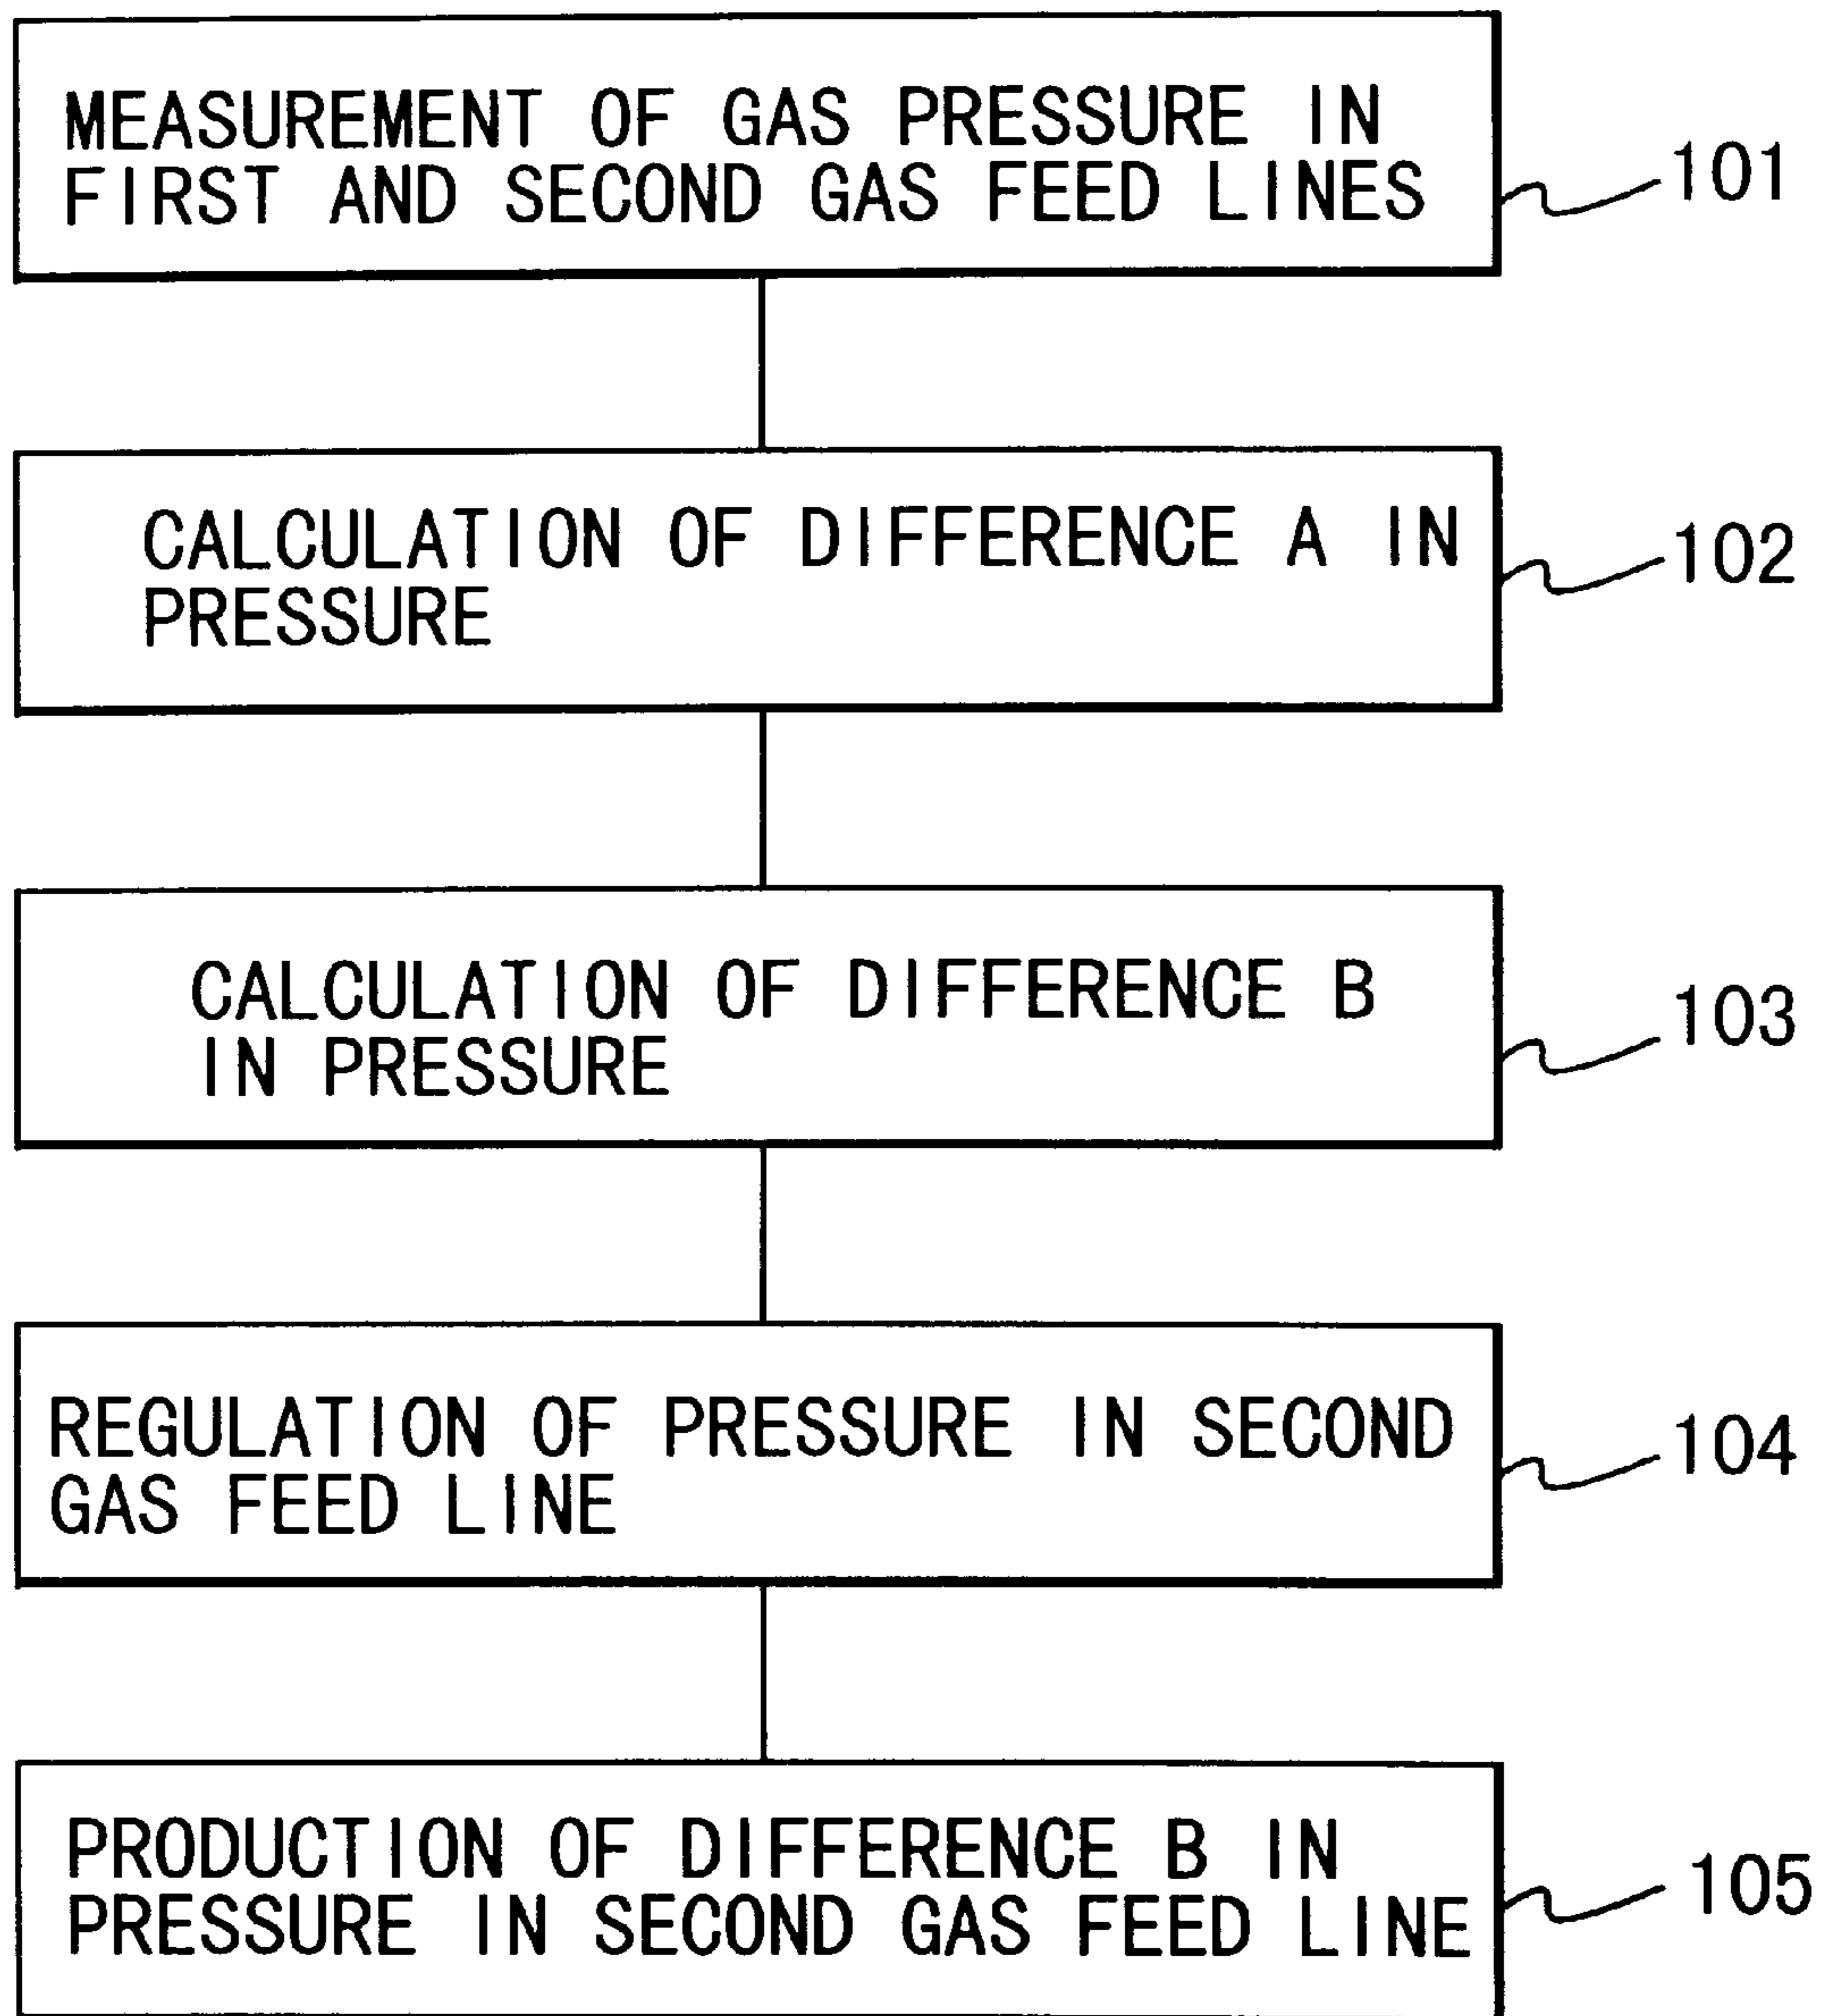 MEASUREMENT OF GAS PRESSURE IN
FIRST AND SECOND GAS FEED LINES
101
CALCULATION OF DIFFERENCE A IN
PRESSURE
102
CALCULATION OF DIFFERENCE B
IN PRESSURE
103
REGULATION OF PRESSURE IN SECOND
GAS FEED LINE
104
PRODUCTION OF DIFFERENCE B IN
PRESSURE IN SECOND GAS FEED LINE
105